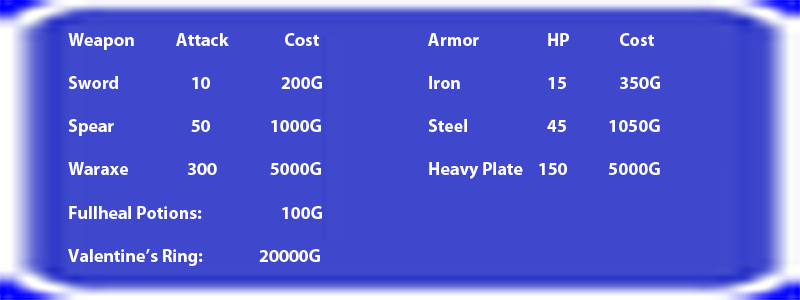 Weapon Attack Cost Armor HP Cost
Sword 10 200G Iron 15 350G
Spear 50 1000G Steel 45 1050G
Waraxe 300 5000G Heavy Plate 150 5000G
Fullheal Potions: 100G
Valentine's Ring: 20000G